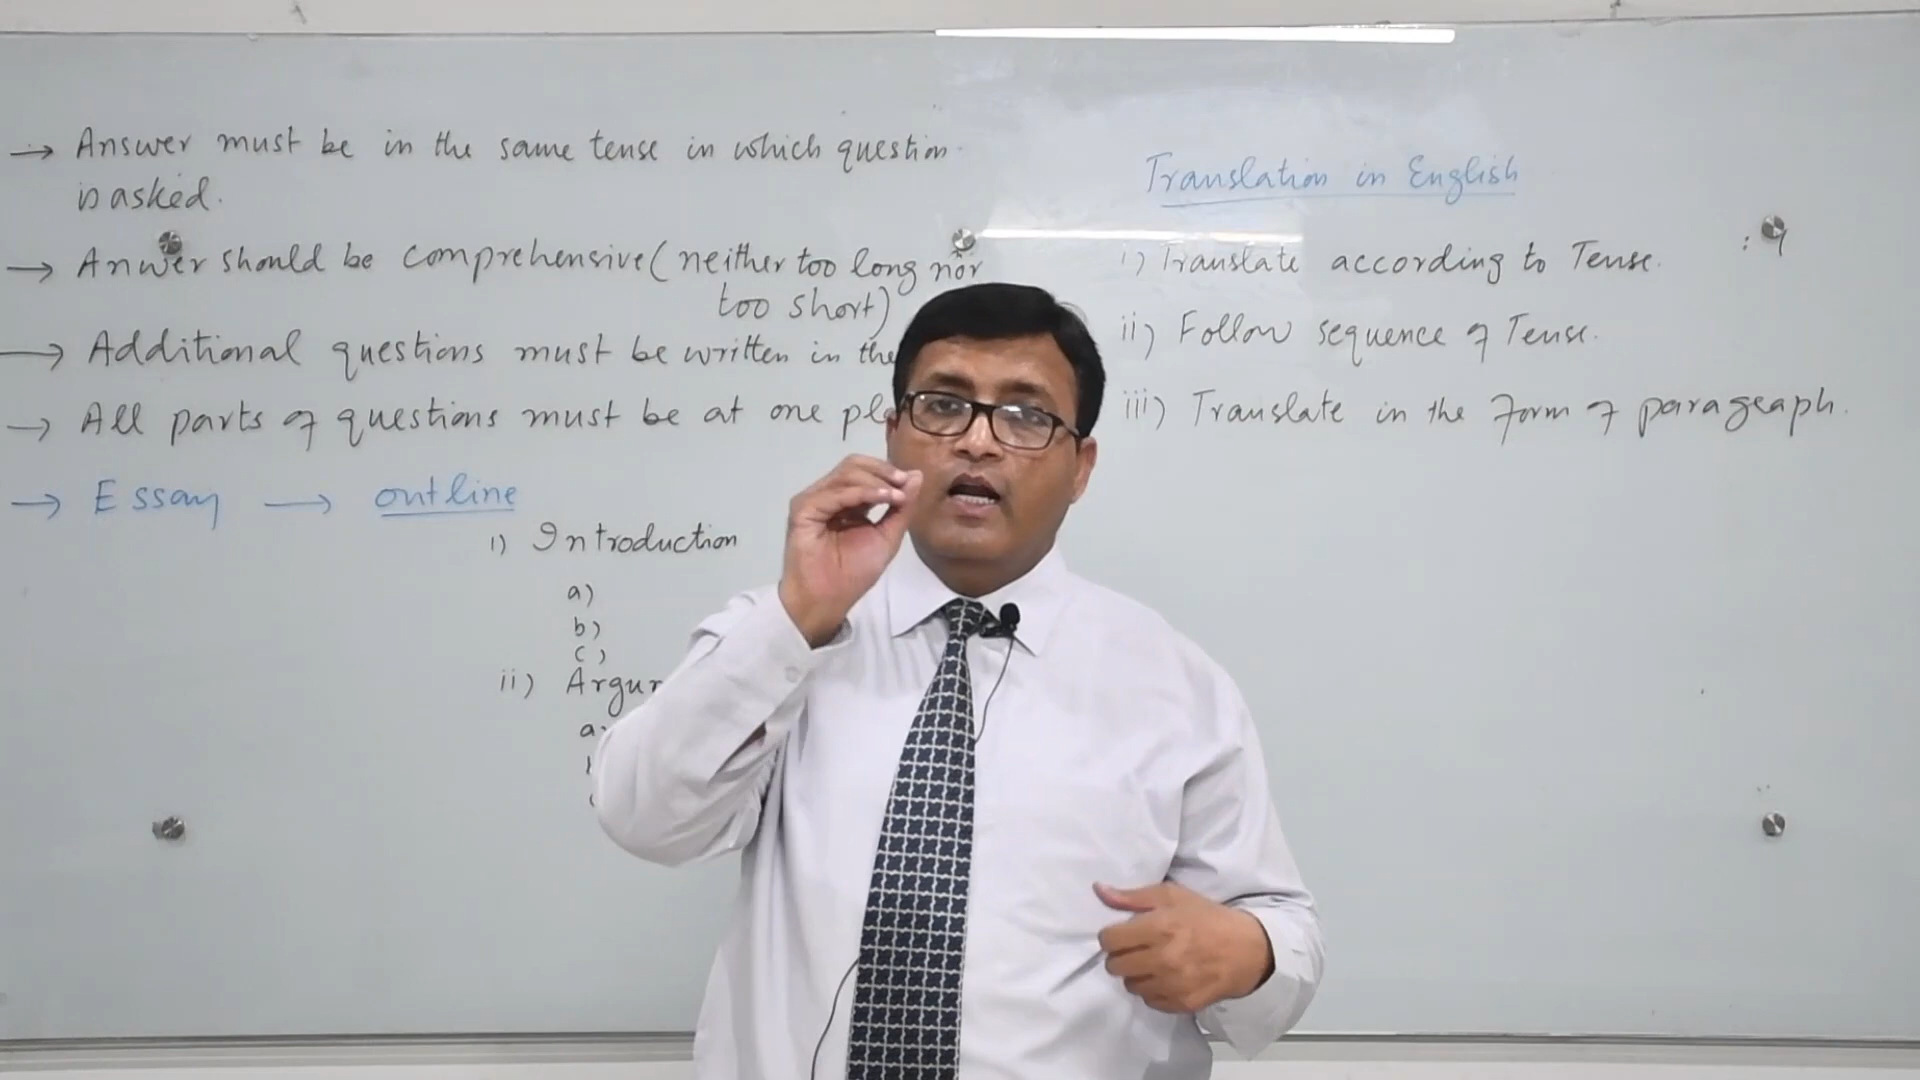 → Answer must be in the same tense in which question
is asked.
→ Anwer should be comprehensive (neither too long nor
too short)
→ Additional questions must be written in the
→ All parts of questions must be at one
→ Essay → outline
i) Introduction
a)
b)
c)
ii)
a
Translation in English
i) Translate according to Tense.
ii) Follow sequence of Tense.
iii) Translate in the form of paragraph.